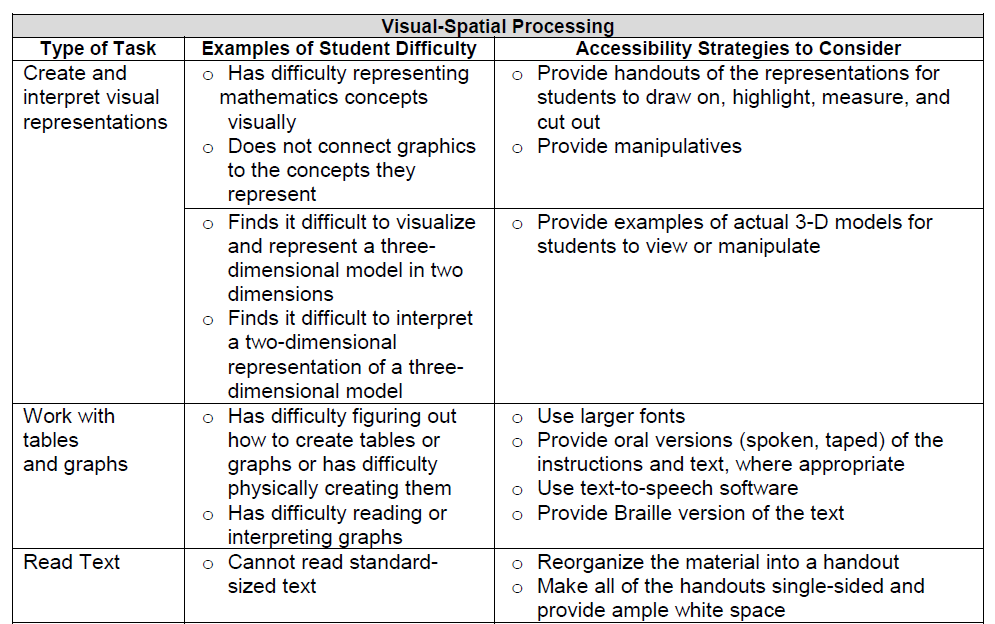 Visual-Spatial Processing
Type of Task
Examples of Student Difficulty
Accessibility Strategies to Consider
Create and
interpret visual
representations
○ Has difficulty representing
mathematics concepts
visually
○ Does not connect graphics
to the concepts they
represent
○ Provide handouts of the representations for
students to draw on, highlight, measure, and
cut out
○ Provide manipulatives
○ Finds it difficult to visualize
and represent a three-
dimensional model in two
dimensions
○ Finds it difficult to interpret
a two-dimensional
representation of a three-
dimensional model
○ Provide examples of actual 3-D models for
students to view or manipulate
Work with
tables
and graphs
○ Has difficulty figuring out
how to create tables or
graphs or has difficulty
physically creating them
○ Has difficulty reading or
interpreting graphs
○ Use larger fonts
○ Provide oral versions (spoken, taped) of the
instructions and text, where appropriate
○ Use text-to-speech software
○ Provide Braille version of the text
Read Text
○ Cannot read standard-
sized text
○ Reorganize the material into a handout
○ Make all of the handouts single-sided and
provide ample white space